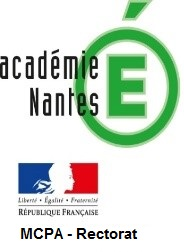 académie
Nantes
É
Liberté • Égalité • Fraternité
RÉPUBLIQUE FRANÇAISE
MCPA - Rectorat